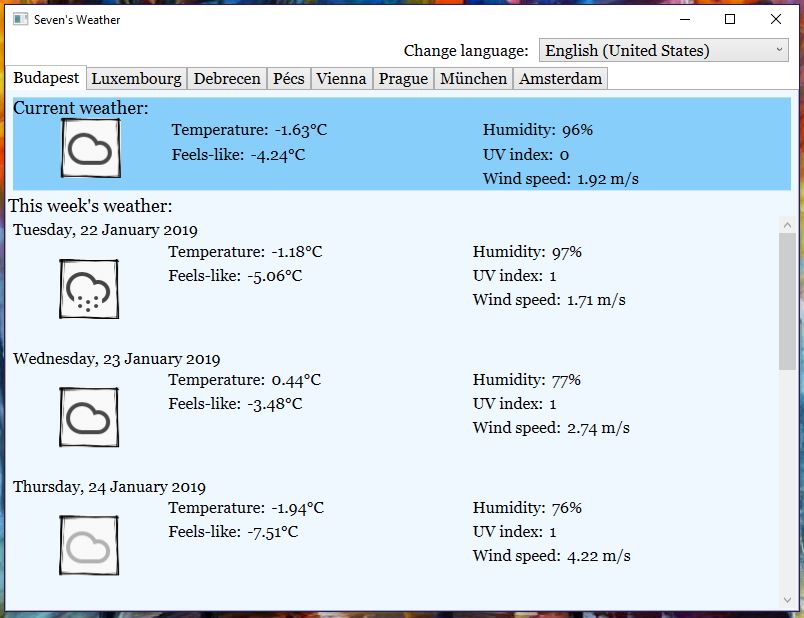 Seven's Weather
Change language: English (United States)
Budapest Luxembourg Debrecen Pécs Vienna Prague München Amsterdam
Current weather:
Temperature: -1.63°C Humidity: 96%
Feels-like: -4.24°C UV index: 0
Wind speed: 1.92 m/s
This week's weather:
Tuesday, 22 January 2019
Temperature: -1.18°C Humidity: 97%
Feels-like: -5.06°C UV index: 1
Wind speed: 1.71 m/s
Wednesday, 23 January 2019
Temperature: 0.44°C Humidity: 77%
Feels-like: -3.48°C UV index: 1
Wind speed: 2.74 m/s
Thursday, 24 January 2019
Temperature: -1.94°C Humidity: 76%
Feels-like: -7.51°C UV index: 1
Wind speed: 4.22 m/s